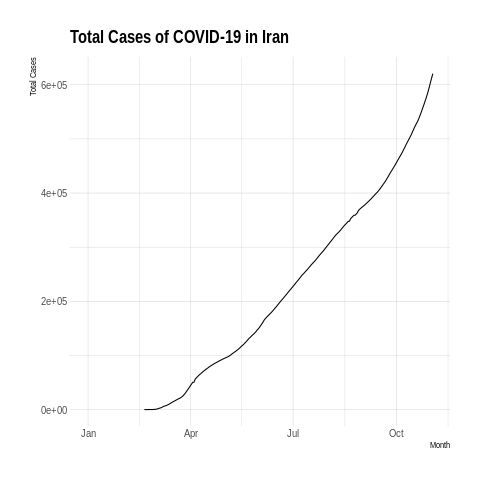 Total Cases of COVID-19 in Iran
Total Cases
6e+05
4e+05
2e+05
0e+00
Jan Apr Jul Oct
Month